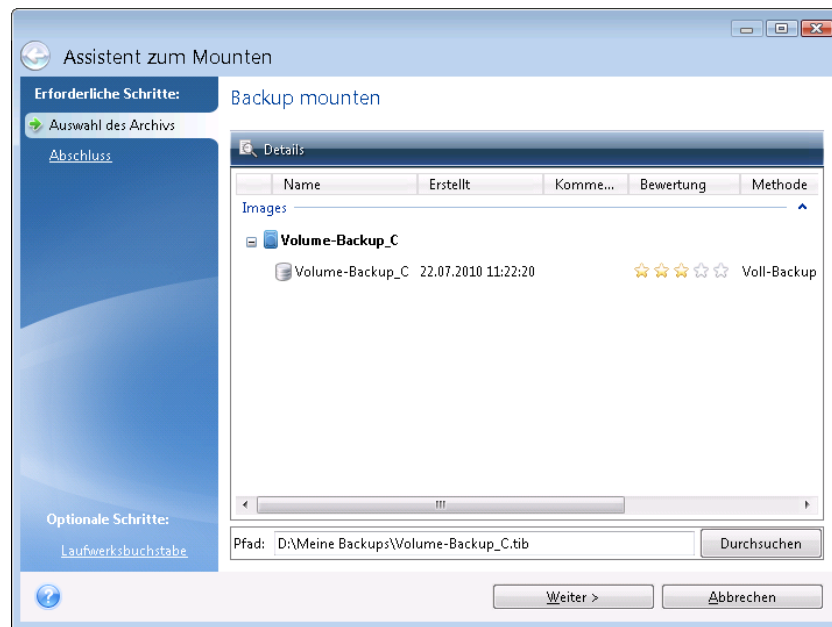 Assistent zum Mounten
Erforderliche Schritte:
Auswahl des Archivs
Abschluss
Optionale Schritte:
Laufwerksbuchstabe
Backup mounten
Details
Name Erstellt Komme... Bewertung Methode
Images
Volume-Backup_C
Volume-Backup_C 22.07.2010 11:22:20 Voll-Backup
Pfad: D:\Meine Backups\Volume-Backup_C.tib Durchsuchen
Weiter > Abbrechen